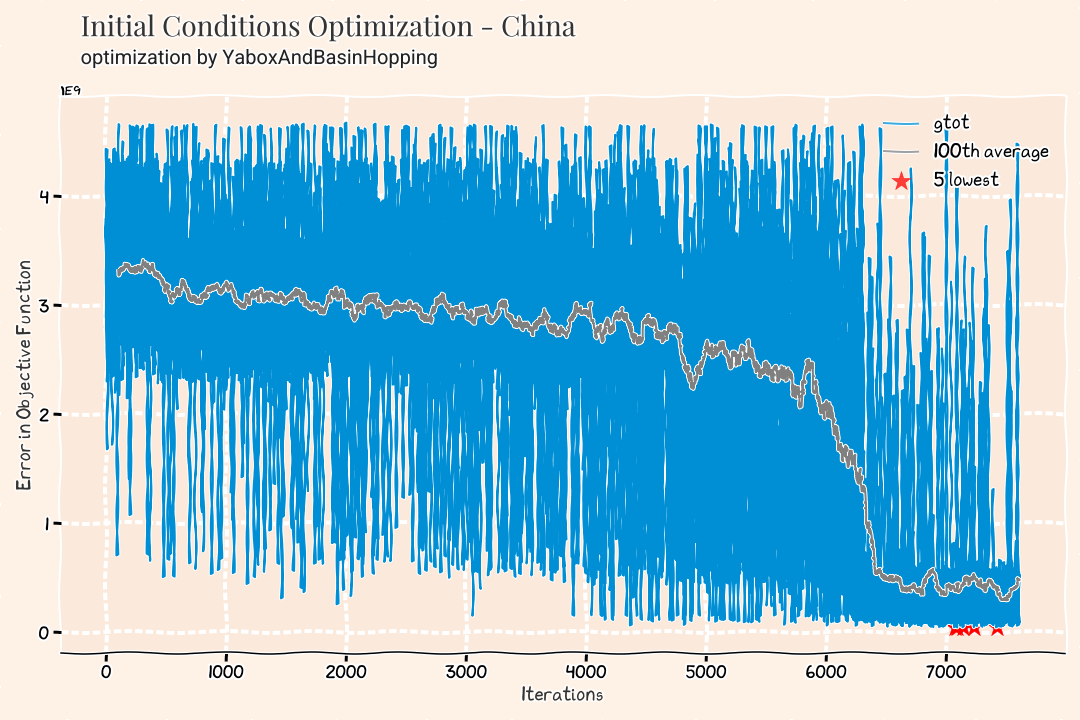 Initial Conditions Optimization - China
optimization by YaboxAndBasinHopping
1E9
gtot
100th average
5 lowest
4
3
2
1
0
Error in Objective Function
0 1000 2000 3000 4000 5000 6000 7000
Iterations